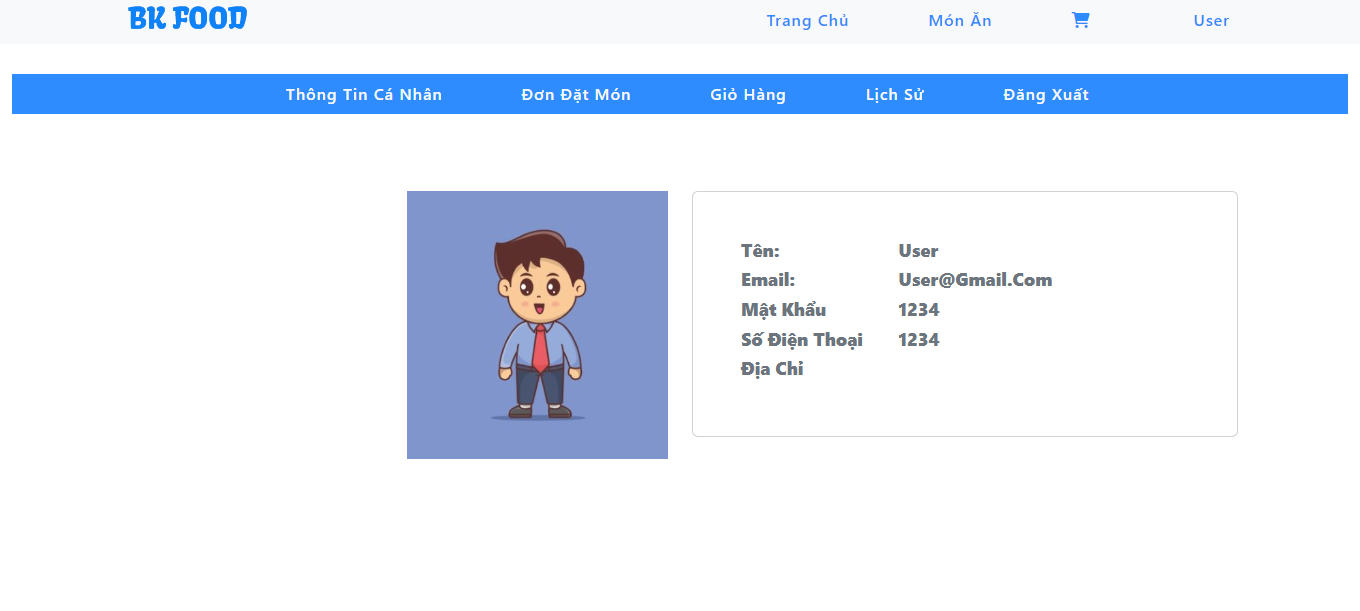 BK FOOD Trang Chủ Món Ăn User
Thông Tin Cá Nhân Đơn Đặt Món Giỏ Hàng Lịch Sử Đăng Xuất
Tên: User
Email: User@Gmail.Com
Mật Khẩu 1234
Số Điện Thoại 1234
Địa Chỉ